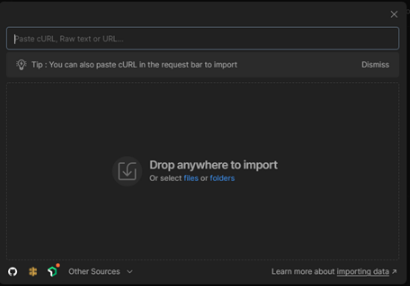 Paste cURL, Raw text or URL...
Tip : You can also paste cURL in the request bar to import
Dismiss
Drop anywhere to import
Or select files or folders
Other Sources
Learn more about importing data